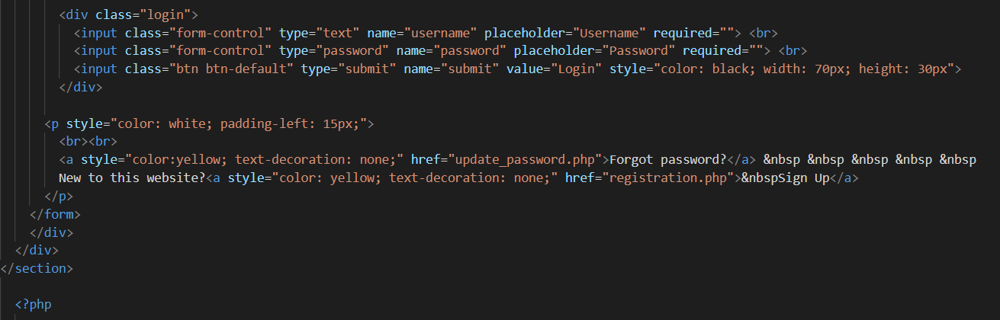 <div class="login">
<input class="form-control" type="text" name="username" placeholder="Username" required=""> <br>
<input class="form-control" type="password" name="password" placeholder="Password" required=""> <br>
<input class="btn btn-default" type="submit" name="submit" value="Login" style="color: black; width: 70px; height: 30px">
</div>
<p style="color: white; padding-left: 15px;">
<br><br>
<a style="color:yellow; text-decoration: none;" href="update_password.php">Forgot password?</a> &nbsp &nbsp &nbsp &nbsp &nbsp
New to this website?<a style="color: yellow; text-decoration: none;" href="registration.php">&nbspSign Up</a>
</p>
</form>
</div>
</div>
</section>
<?php